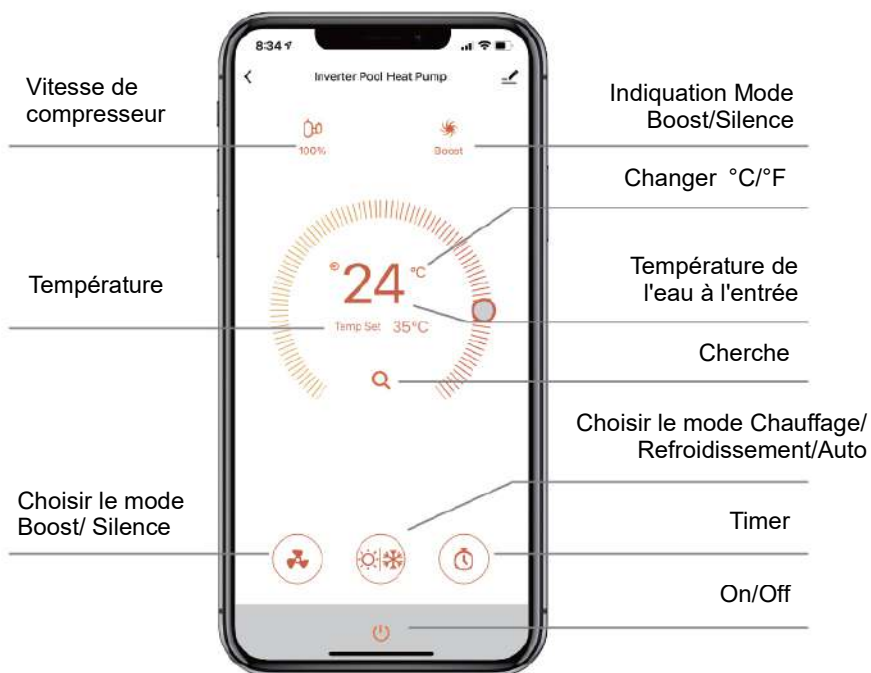 8:34
Inverter Pool Heat Pump
Vitesse de
compresseur
100%
Boost
Indiquation Mode
Boost/Silence
Changer °C/°F
Température
24 °C
Temp Set 35°C
Température de
l'eau à l'entrée
Cherche
Choisir le mode Chauffage/
Refroidissement/Auto
Choisir le mode
Boost/ Silence
Timer
On/Off